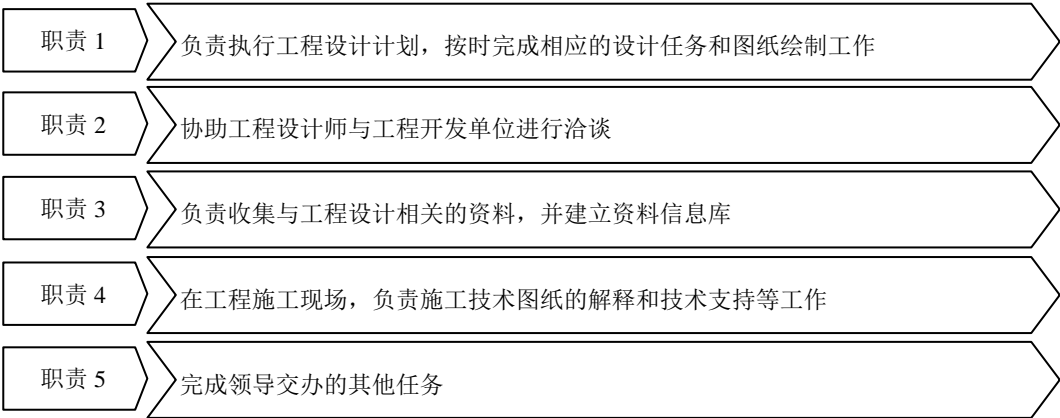 职责 1
负责执行工程设计计划，按时完成相应的设计任务和图纸绘制工作
职责 2
协助工程设计师与工程开发单位进行洽谈
职责 3
负责收集与工程设计相关的资料，并建立资料信息库
职责 4
在工程施工现场，负责施工技术图纸的解释和技术支持等工作
职责 5
完成领导交办的其他任务